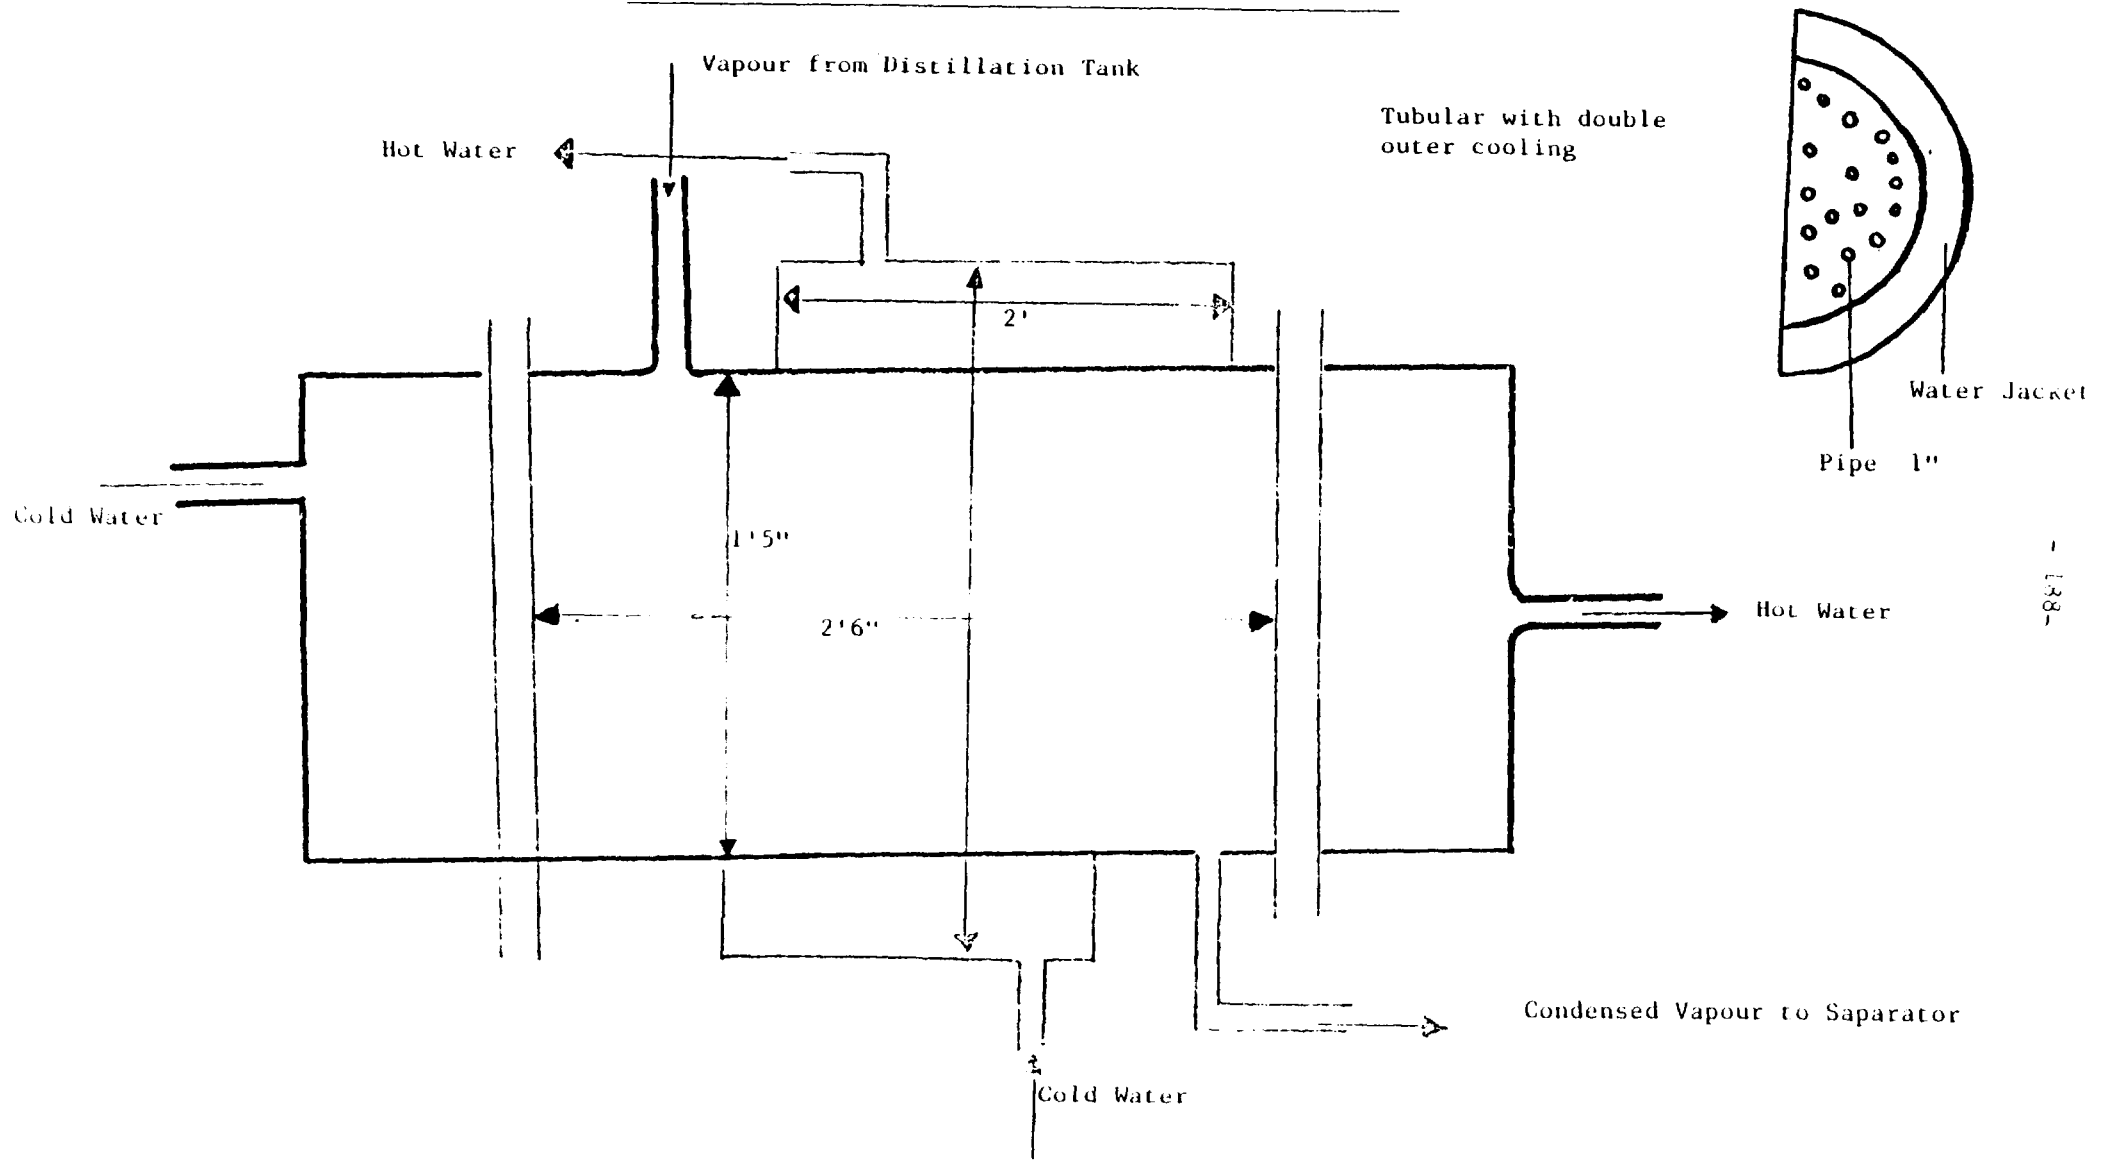 Vapour from Distillation Tank
Hot Water
Tubular with double
outer cooling
2'
Water Jacket
Pipe 1"
Cold Water
1'5"
2'6"
Hot Water
- 138-
Condensed Vapour to Saparator
Cold Water